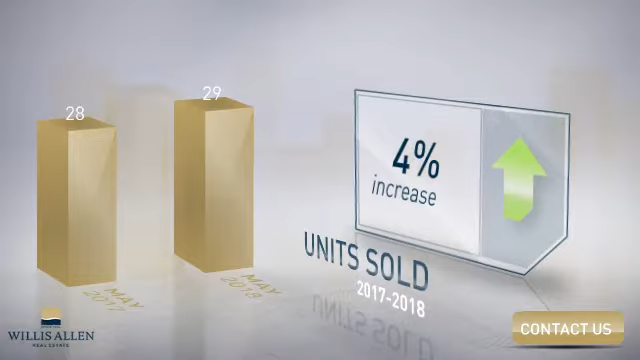 28
29
MAY
2017
MAY
2018
4%
increase
UNITS SOLD
2017-2018
WILLIS ALLEN
REAL ESTATE
CONTACT US